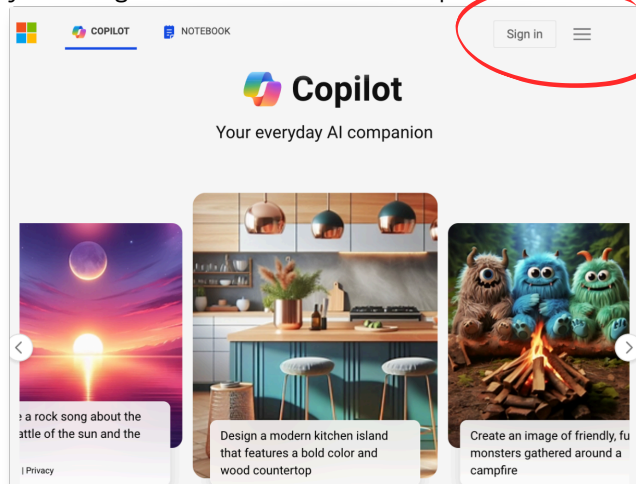 COPILOT
NOTEBOOK
Sign in
Copilot
Your everyday AI companion
e a rock song about the
attle of the sun and the
| Privacy
Design a modern kitchen island
that features a bold color and
wood countertop
Create an image of friendly, fu
monsters gathered around a
campfire